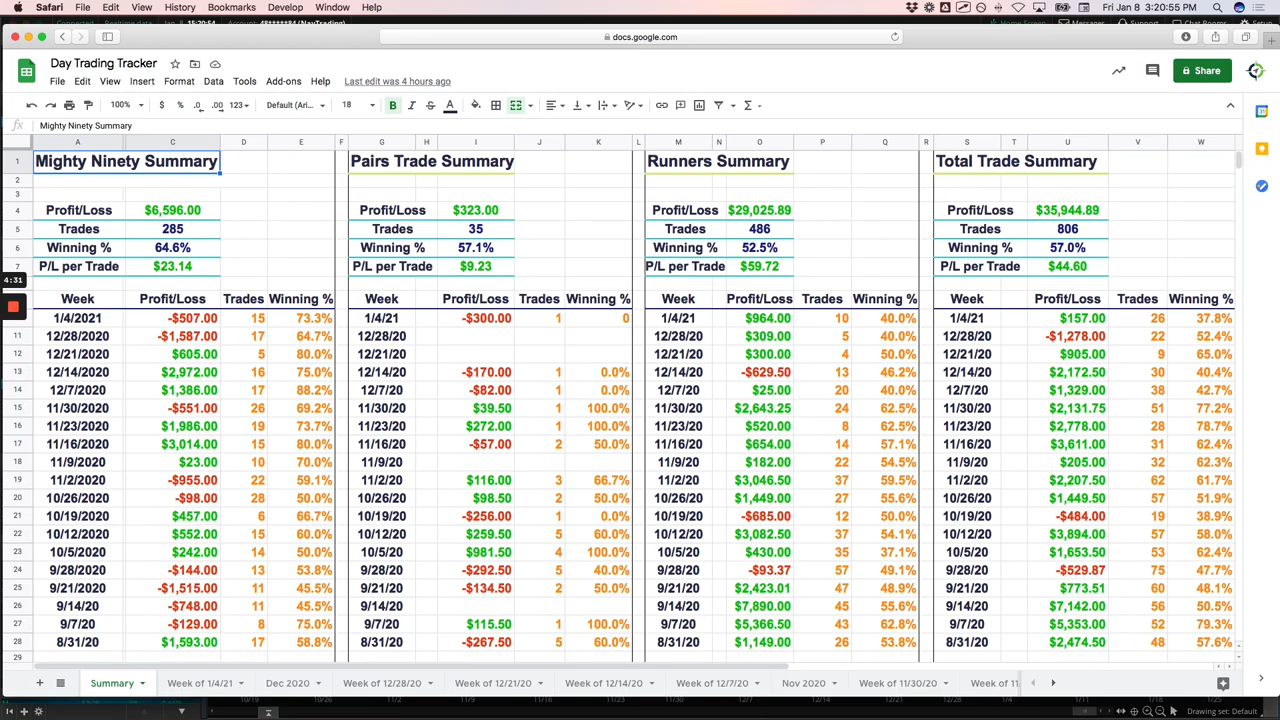 Safari File Edit View History Bookmarks Develop Window Help Fri Jan 8 3:20:55 PM
docs.google.com
Day Trading Tracker
File Edit View Insert Format Data Tools Add-ons Help Last edit was 4 hours ago
Share
100% $ % .0 .00 123 Default (Ari... 18 B I S A
fx Mighty Ninety Summary
A C D E F G H I J K L M N O P Q R S T U V W
1 Mighty Ninety Summary Pairs Trade Summary Runners Summary Total Trade Summary
2
3
4 Profit/Loss $6,596.00 Profit/Loss $323.00 Profit/Loss $29,025.89 Profit/Loss $35,944.89
5 Trades 285 Trades 35 Trades 486 Trades 806
6 Winning % 64.6% Winning % 57.1% Winning % 52.5% Winning % 57.0%
7 P/L per Trade $23.14 P/L per Trade $9.23 P/L per Trade $59.72 P/L per Trade $44.60
4:31
Week Profit/Loss Trades Winning % Week Profit/Loss Trades Winning % Week Profit/Loss Trades Winning % Week Profit/Loss Trades Winning %
1/4/2021 -$507.00 15 73.3% 1/4/21 -$300.00 1 0 1/4/21 $964.00 10 40.0% 1/4/21 $157.00 26 37.8%
11 12/28/2020 -$1,587.00 17 64.7% 12/28/20 12/28/20 $309.00 5 40.0% 12/28/20 -$1,278.00 22 52.4%
12 12/21/2020 $605.00 5 80.0% 12/21/20 12/21/20 $300.00 4 50.0% 12/21/20 $905.00 9 65.0%
13 12/14/2020 $2,972.00 16 75.0% 12/14/20 -$170.00 1 0.0% 12/14/20 -$629.50 13 46.2% 12/14/20 $2,172.50 30 40.4%
14 12/7/2020 $1,386.00 17 88.2% 12/7/20 -$82.00 1 0.0% 12/7/20 $25.00 20 40.0% 12/7/20 $1,329.00 38 42.7%
15 11/30/2020 -$551.00 26 69.2% 11/30/20 $39.50 1 100.0% 11/30/20 $2,643.25 24 62.5% 11/30/20 $2,131.75 51 77.2%
16 11/23/2020 $1,986.00 19 73.7% 11/23/20 $272.00 1 100.0% 11/23/20 $520.00 8 62.5% 11/23/20 $2,778.00 28 78.7%
17 11/16/2020 $3,014.00 15 80.0% 11/16/20 -$57.00 2 50.0% 11/16/20 $654.00 14 57.1% 11/16/20 $3,611.00 31 62.4%
18 11/9/2020 $23.00 10 70.0% 11/9/20 11/9/20 $182.00 22 54.5% 11/9/20 $205.00 32 62.3%
19 11/2/2020 -$955.00 22 59.1% 11/2/20 $116.00 3 66.7% 11/2/20 $3,046.50 37 59.5% 11/2/20 $2,207.50 62 61.7%
20 10/26/2020 -$98.00 28 50.0% 10/26/20 $98.50 2 50.0% 10/26/20 $1,449.00 27 55.6% 10/26/20 $1,449.50 57 51.9%
21 10/19/2020 $457.00 6 66.7% 10/19/20 -$256.00 1 0.0% 10/19/20 -$685.00 12 50.0% 10/19/20 -$484.00 19 38.9%
22 10/12/2020 $552.00 15 60.0% 10/12/20 $259.50 5 60.0% 10/12/20 $3,082.50 37 54.1% 10/12/20 $3,894.00 57 58.0%
23 10/5/2020 $242.00 14 50.0% 10/5/20 $981.50 4 100.0% 10/5/20 $430.00 35 37.1% 10/5/20 $1,653.50 53 62.4%
24 9/28/2020 -$144.00 13 53.8% 9/28/20 -$292.50 5 40.0% 9/28/20 -$93.37 57 49.1% 9/28/20 -$529.87 75 47.7%
25 9/21/2020 -$1,515.00 11 45.5% 9/21/20 -$134.50 2 50.0% 9/21/20 $2,423.01 47 48.9% 9/21/20 $773.51 60 48.1%
26 9/14/20 -$748.00 11 45.5% 9/14/20 9/14/20 $7,890.00 45 55.6% 9/14/20 $7,142.00 56 50.5%
27 9/7/20 -$129.00 8 75.0% 9/7/20 $115.50 1 100.0% 9/7/20 $5,366.50 43 62.8% 9/7/20 $5,353.00 52 79.3%
28 8/31/20 $1,593.00 17 58.8% 8/31/20 -$267.50 5 60.0% 8/31/20 $1,149.00 26 53.8% 8/31/20 $2,474.50 48 57.6%
29
Summary Week of 1/4/21 Dec 2020 Week of 12/28/20 Week of 12/21/20 Week of 12/14/20 Week of 12/7/20 Nov 2020 Week of 11/30/20 Week of 11
Drawing set: Default